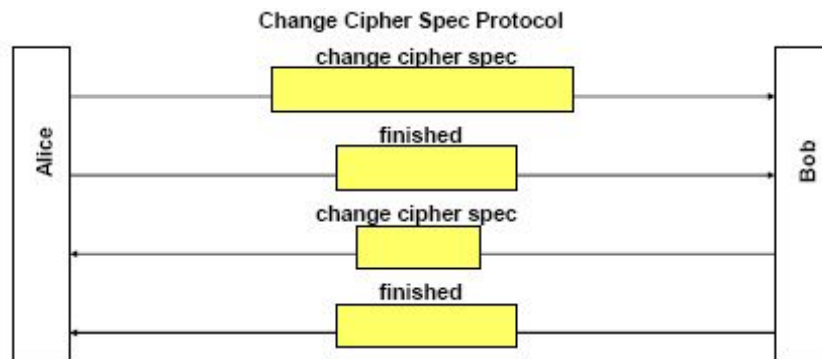 Change Cipher Spec Protocol
change cipher spec
Alice
Bob
finished
change cipher spec
finished